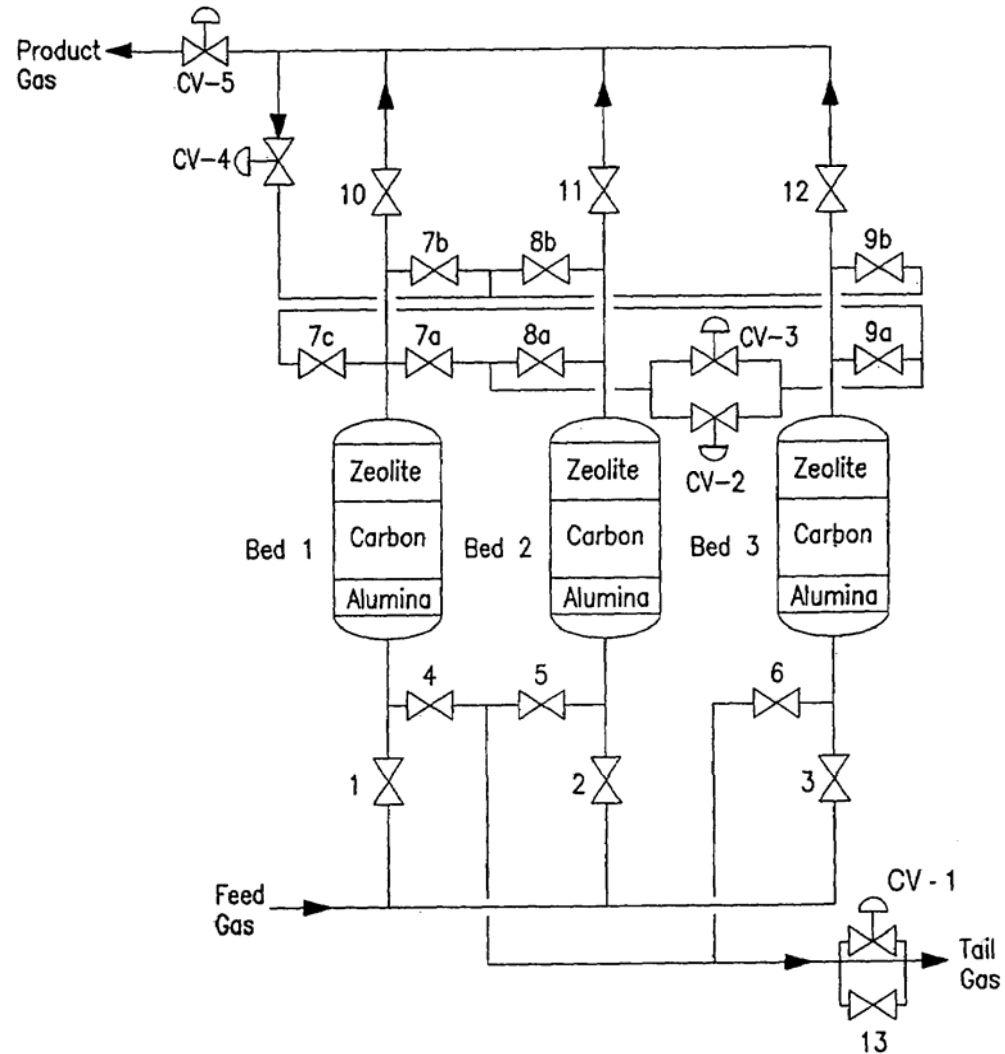 Product
Gas
CV-5
CV-4
10
11
12
7b
8b
9b
7c
7a
8a
CV-3
9a
CV-2
Zeolite
Zeolite
Zeolite
Bed 1
Carbon
Bed 2
Carbon
Bed 3
Carbon
Alumina
Alumina
Alumina
4
5
6
1
2
3
Feed
Gas
CV - 1
Tail
Gas
13